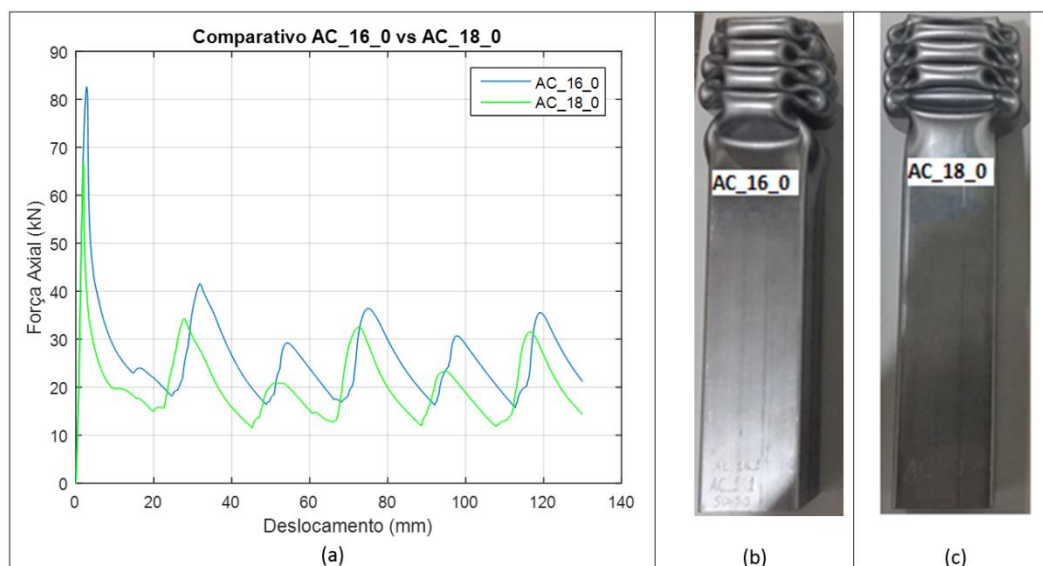 Comparativo AC_16_0 vs AC_18_0
AC_16_0
AC_18_0
Força Axial (kN)
90
80
70
60
50
40
30
20
10
0
0 20 40 60 80 100 120 140
Deslocamento (mm)
(a)
AC_16_0
(b)
AC_18_0
(c)